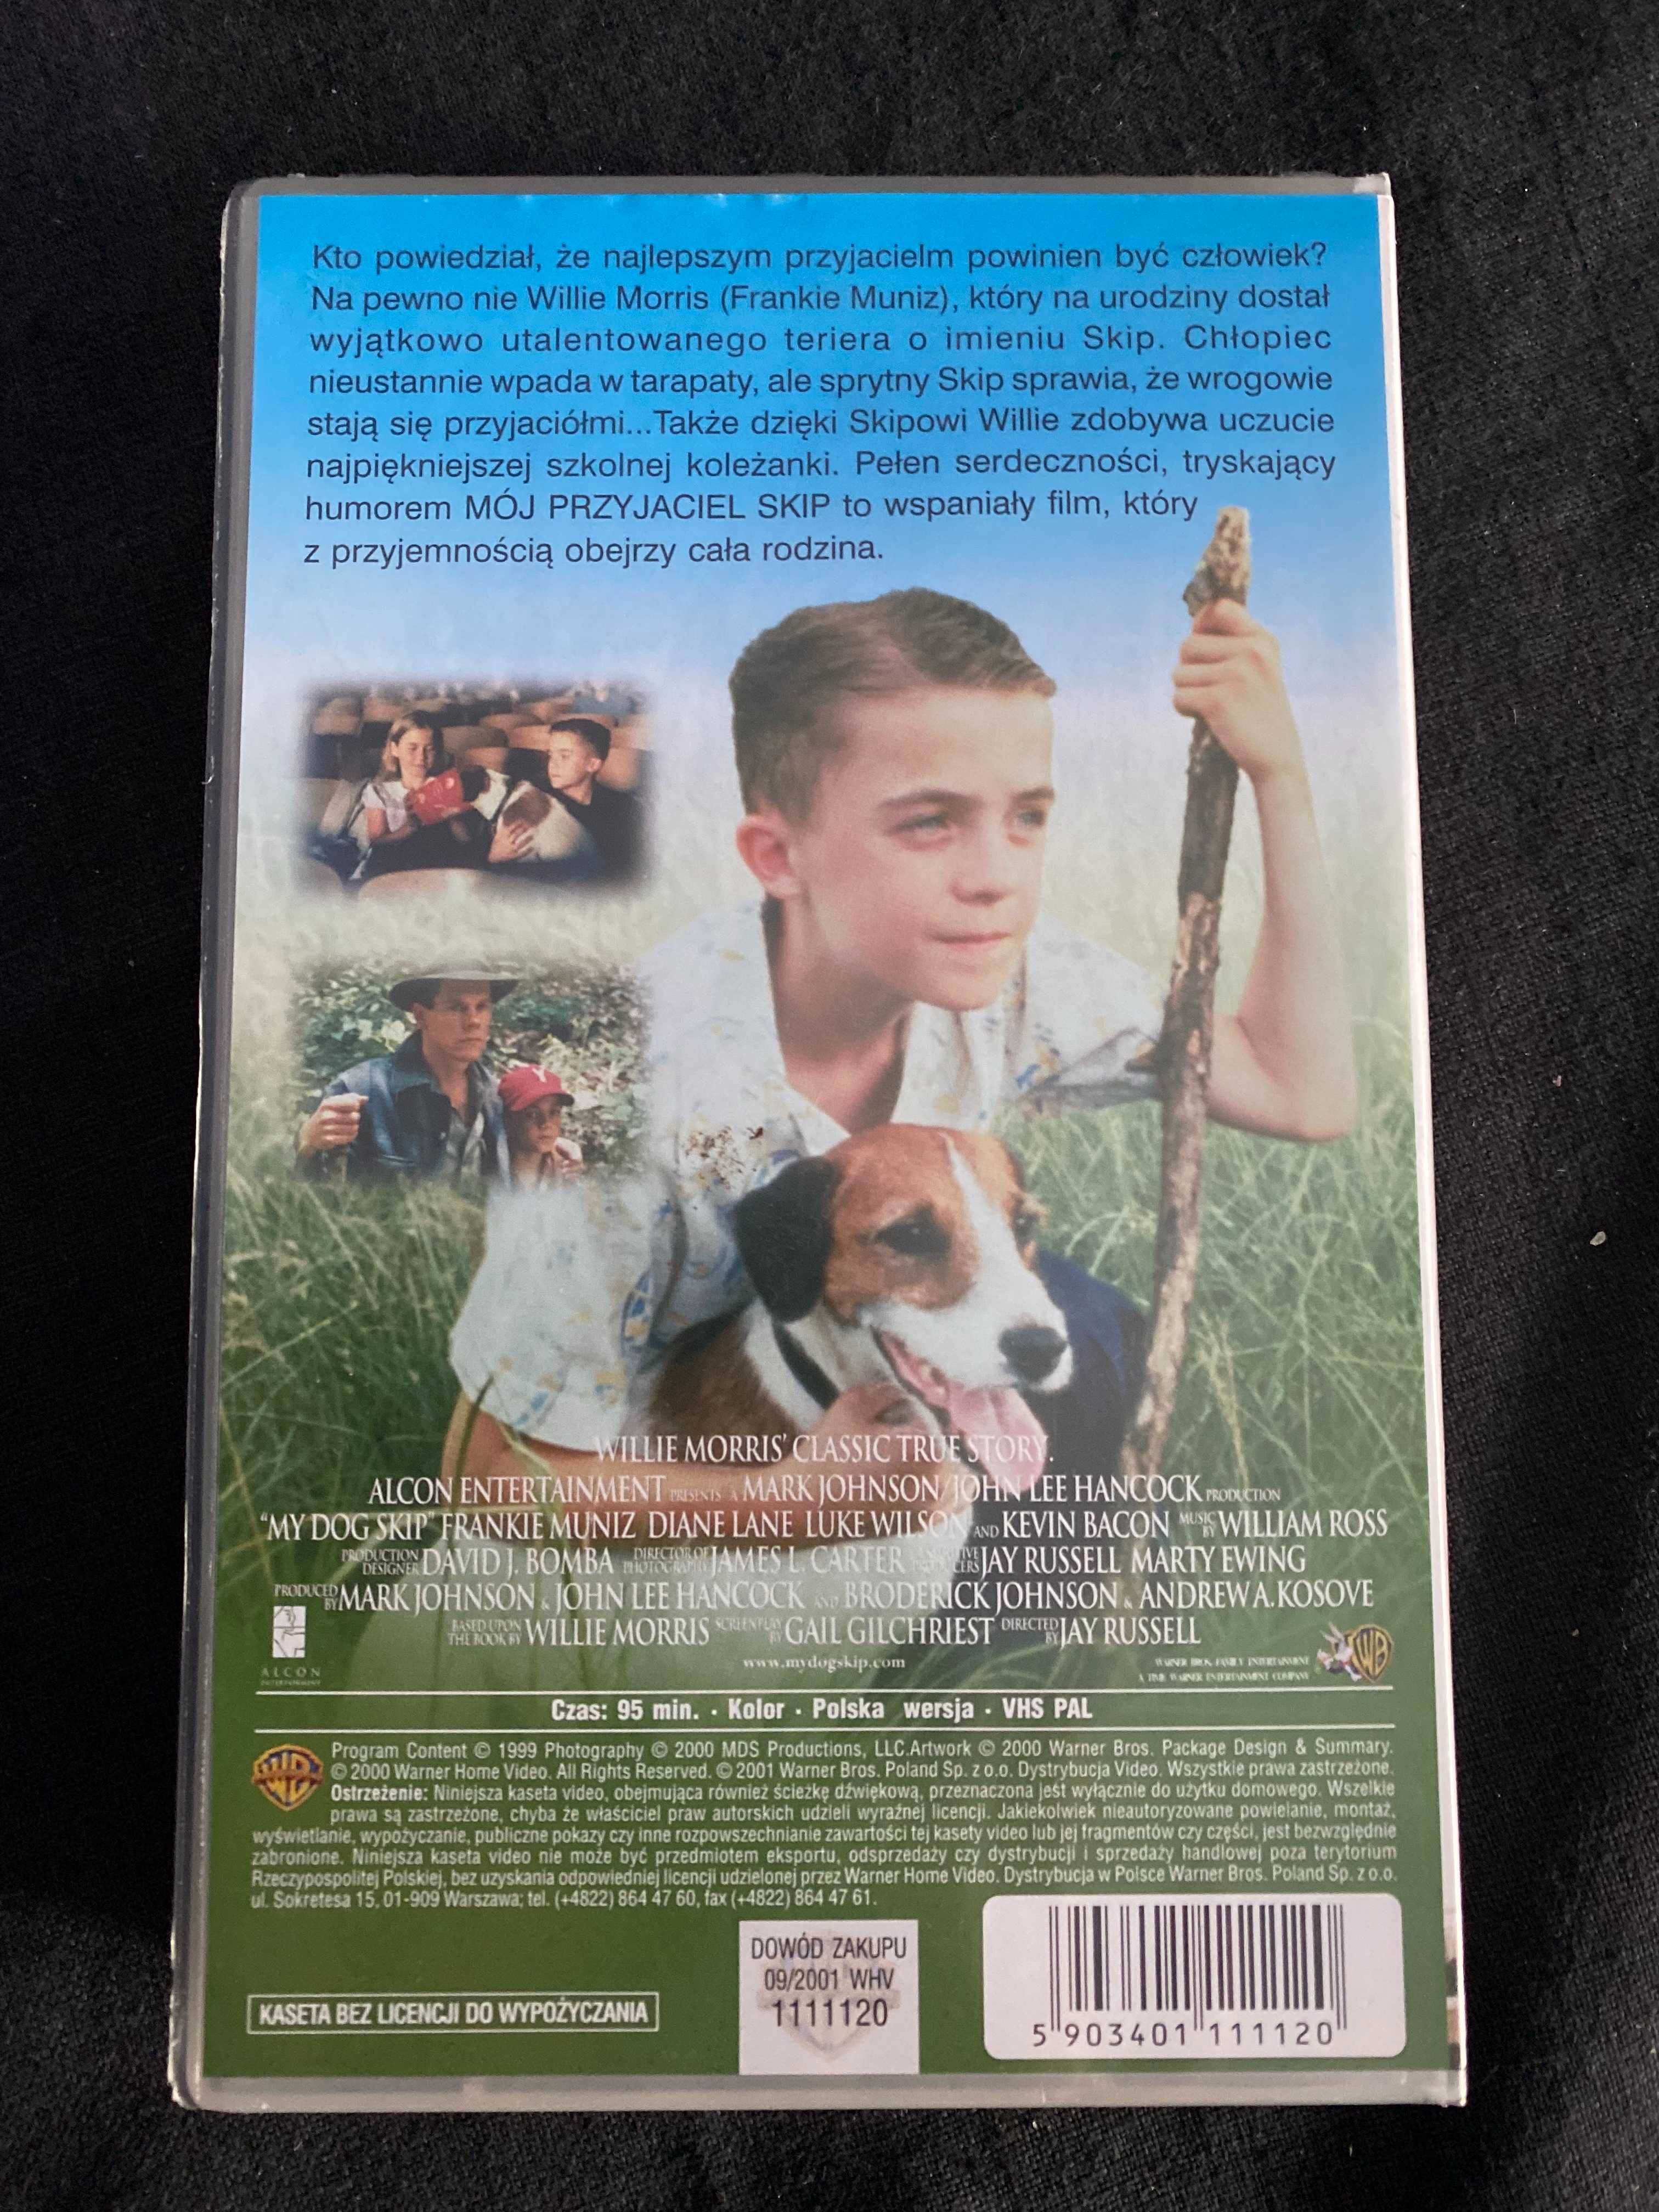 Kto powiedział, że najlepszym przyjacielm powinien być człowiek?
Na pewno nie Willie Morris (Frankie Muniz), który na urodziny dostał
wyjątkowo utalentowanego teriera o imieniu Skip. Chłopiec
nieustannie wpada w tarapaty, ale sprytny Skip sprawia, że wrogowie
stają się przyjaciółmi...Także dzięki Skipowi Willie zdobywa uczucie
najpiękniejszej szkolnej koleżanki. Pełen serdeczności, tryskający
humorem MÓJ PRZYJACIEL SKIP to wspaniały film, który
z przyjemnością obejrzy cała rodzina.
WILLIE MORRIS' CLASSIC TRUE STORY.
ALCON ENTERTAINMENT PRESENTS A MARK JOHNSON/JOHN LEE HANCOCK PRODUCTION
"MY DOG SKIP" FRANKIE MUNIZ DIANE LANE LUKE WILSON AND KEVIN BACON MUSIC BY WILLIAM ROSS
PRODUCTION DESIGNER DAVID J. BOMBA DIRECTOR OF PHOTOGRAPHY JAMES L. CARTER JAY RUSSELL MARTY EWING
PRODUCED BY MARK JOHNSON & JOHN LEE HANCOCK AND BRODERICK JOHNSON & ANDREW A. KOSOVE
BASED UPON THE BOOK BY WILLIE MORRIS SCREENPLAY BY GAIL GILCHRIEST DIRECTED BY JAY RUSSELL
www.mydogskip.com
ALCON
ENTERTAINMENT
WARNER BROS. FAMILY ENTERTAINMENT
A TIME WARNER ENTERTAINMENT COMPANY
WB
Czas: 95 min. · Kolor · Polska wersja · VHS PAL
WB
Program Content © 1999 Photography © 2000 MDS Productions, LLC.Artwork © 2000 Warner Bros. Package Design & Summary.
© 2000 Warner Home Video. All Rights Reserved. © 2001 Warner Bros. Poland Sp. z o.o. Dystrybucja Video. Wszystkie prawa zastrzeżone.
Ostrzeżenie: Niniejsza kaseta video, obejmująca również ścieżkę dźwiękową, przeznaczona jest wyłącznie do użytku domowego. Wszelkie
prawa są zastrzeżone, chyba że właściciel praw autorskich udzieli wyraźnej licencji. Jakiekolwiek nieautoryzowane powielanie, montaż,
wyświetlanie, wypożyczanie, publiczne pokazy czy inne rozpowszechnianie zawartości tej kasety video lub jej fragmentów czy części, jest bezwzględnie
zabronione. Niniejsza kaseta video nie może być przedmiotem eksportu, odsprzedaży czy dystrybucji i sprzedaży handlowej poza terytorium
Rzeczypospolitej Polskiej, bez uzyskania odpowiedniej licencji udzielonej przez Warner Home Video. Dystrybucja w Polsce Warner Bros. Poland Sp. z o.o.
ul. Sokretesa 15, 01-909 Warszawa; tel. (+4822) 864 47 60, fax (+4822) 864 47 61.
KASETA BEZ LICENCJI DO WYPOŻYCZANIA
DOWÓD ZAKUPU
09/2001 WHV
1111120
5 903401 111120